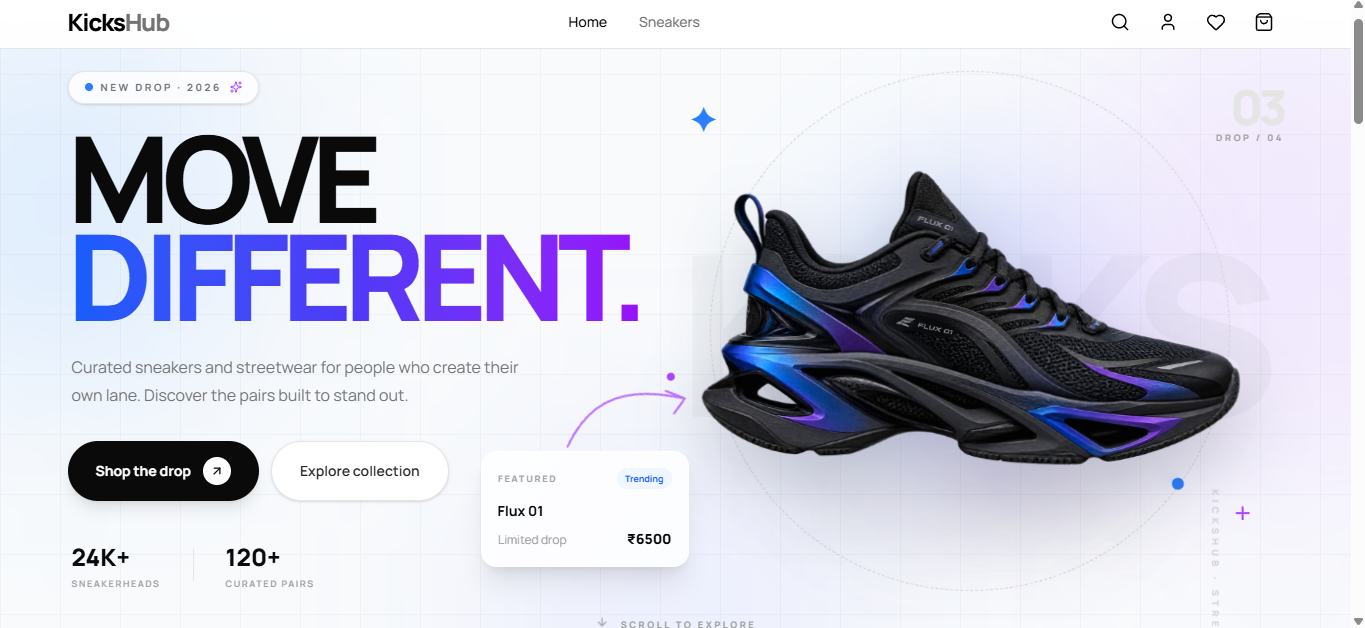 KicksHub
Home
Sneakers
NEW DROP · 2026
03
DROP / 04
MOVE
DIFFERENT.
FLUX 01
FLUX 01
Curated sneakers and streetwear for people who create their
own lane. Discover the pairs built to stand out.
Shop the drop
Explore collection
FEATURED
Trending
Flux 01
Limited drop
₹6500
24K+
SNEAKERHEADS
120+
CURATED PAIRS
KICKSHUB · STRE
SCROLL TO EXPLORE